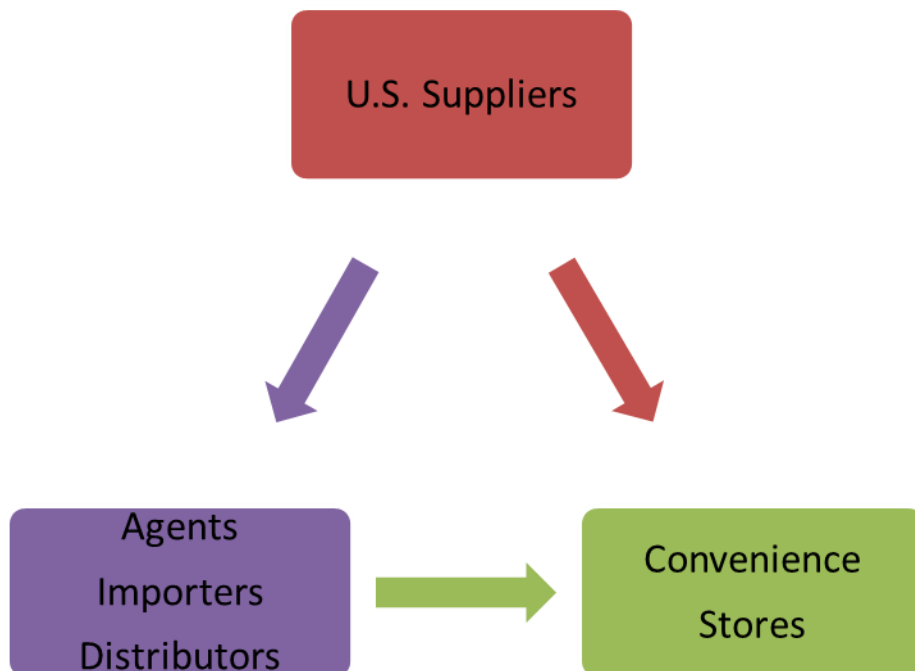 U.S. Suppliers
Agents
Importers
Distributors
Convenience
Stores